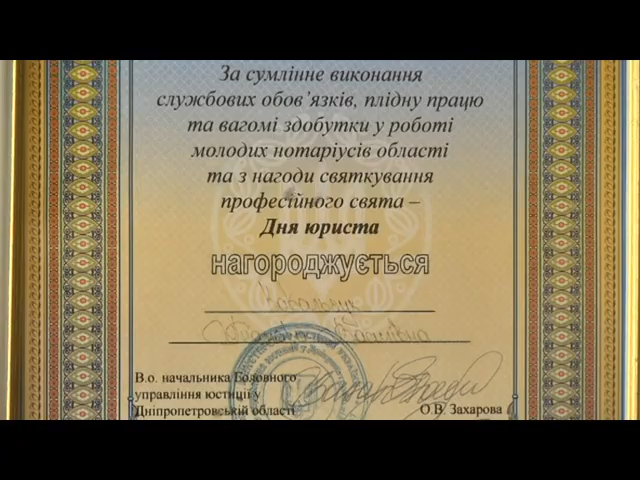 За сумлінне виконання
службових обов’язків, плідну працю
та вагомі здобутки у роботі
молодих нотаріусів області
та з нагоди святкування
професійного свята –
Дня юриста
нагороджується
В.о. начальника Головного
управління юстиції у
Дніпропетровській області
О.В. Захарова